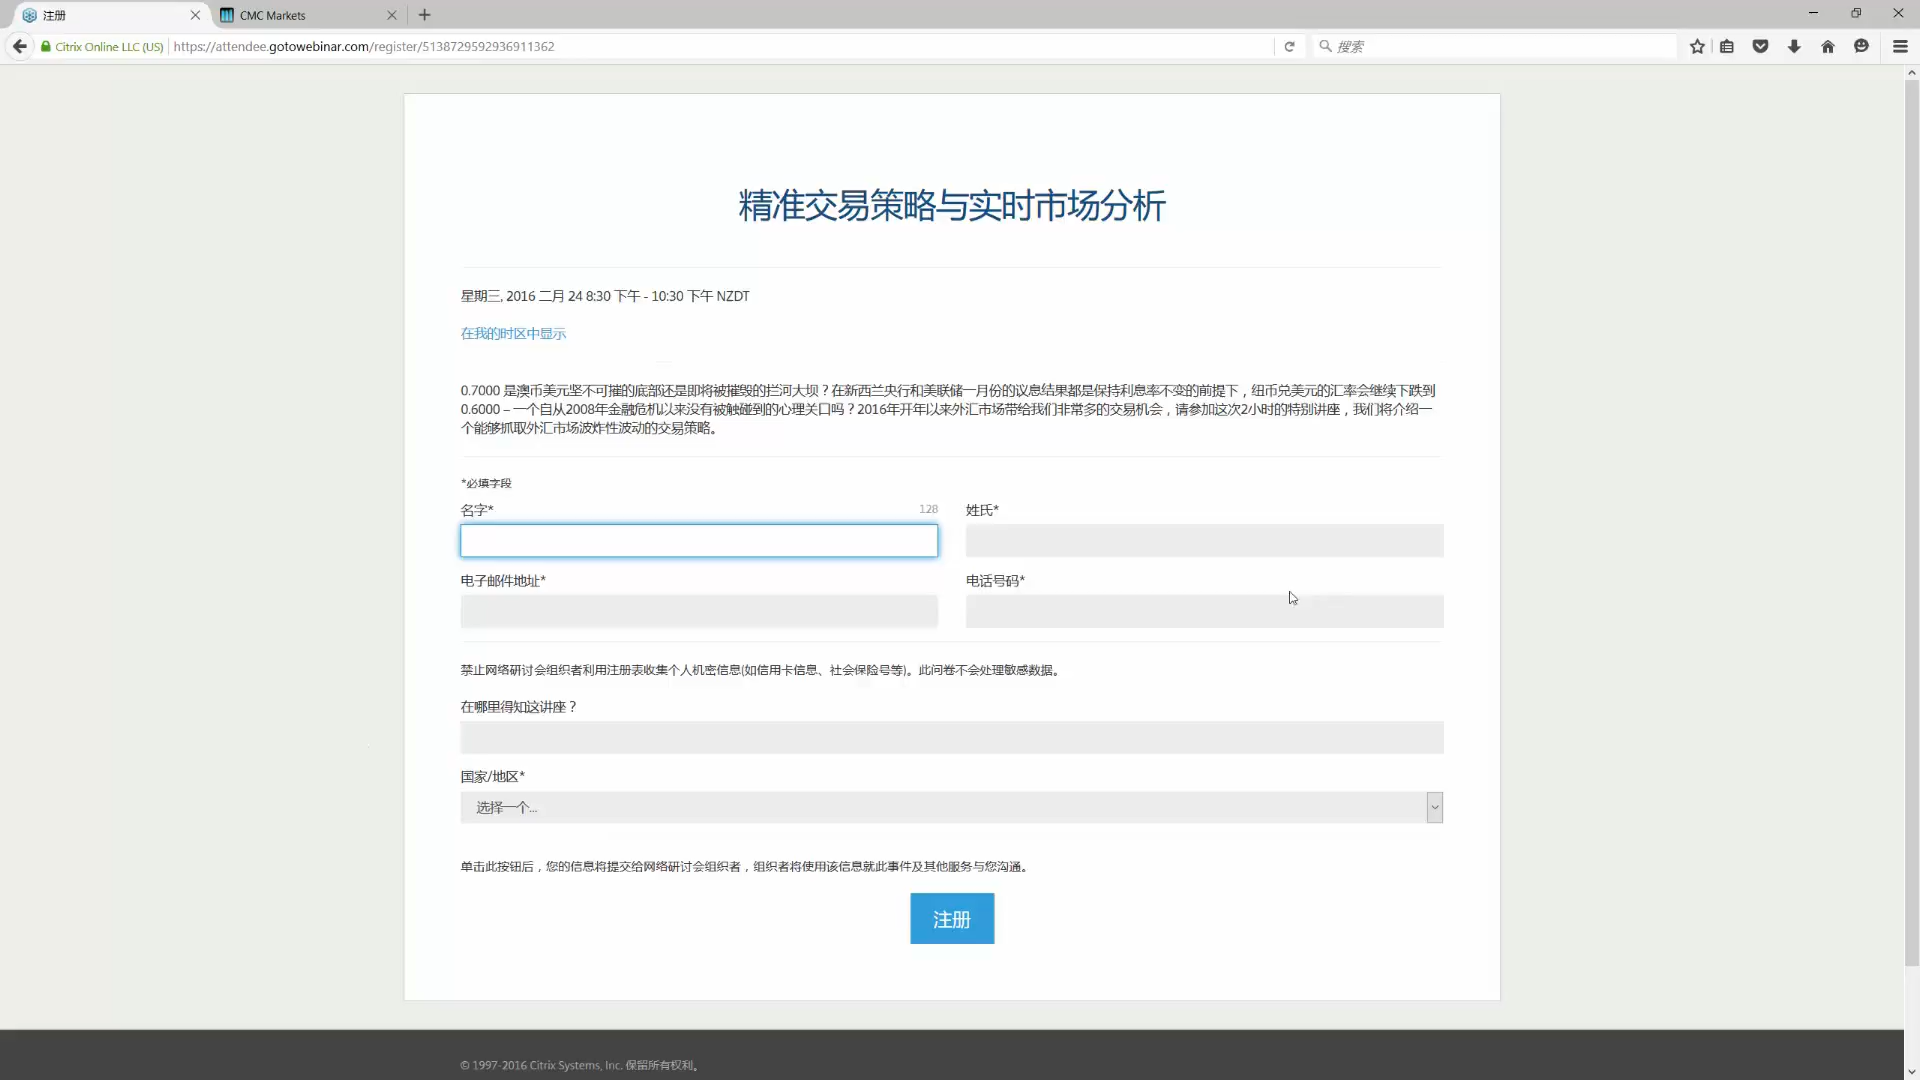 注册
CMC Markets
Citrix Online LLC (US)
https://attendee.gotowebinar.com/register/5138729592936911362
搜索
精准交易策略与实时市场分析
星期三, 2016 二月 24 8:30 下午 - 10:30 下午 NZDT
在我的时区中显示
0.7000 是澳币美元坚不可摧的底部还是即将被摧毁的拦河大坝？在新西兰央行和美联储一月份的议息结果都是保持利息率不变的前提下，纽币兑美元的汇率会继续下跌到
0.6000 – 一个自从2008年金融危机以来没有被触碰到的心理关口吗？2016年开年以来外汇市场带给我们非常多的交易机会，请参加这次2小时的特别讲座，我们将介绍一
个能够抓取外汇市场波炸性波动的交易策略。
*必填字段
名字*
128
姓氏*
电子邮件地址*
电话号码*
禁止网络研讨会组织者利用注册表收集个人机密信息(如信用卡信息、社会保险号等)。此问卷不会处理敏感数据。
在哪里得知这讲座？
国家/地区*
选择一个...
单击此按钮后，您的信息将提交给网络研讨会组织者，组织者将使用该信息就此事件及其他服务与您沟通。
注册
© 1997-2016 Citrix Systems, Inc. 保留所有权利。